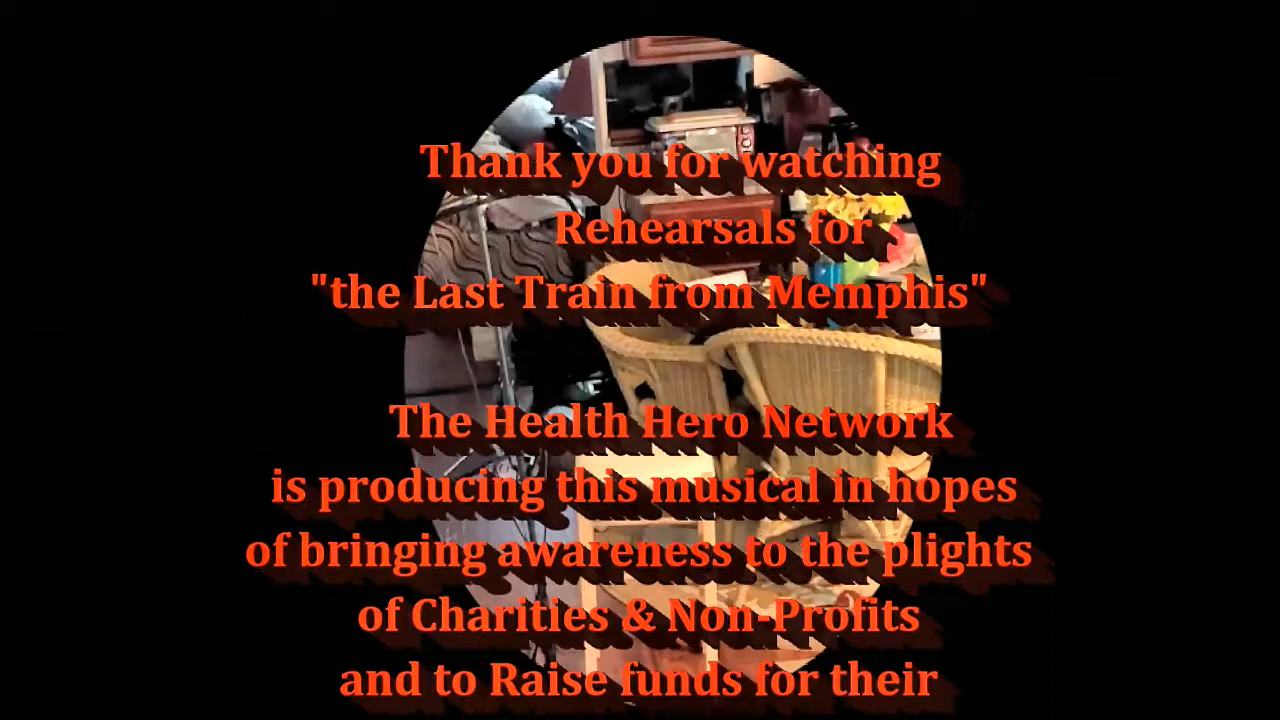 Thank you for watching
Rehearsals for
"the Last Train from Memphis"
The Health Hero Network
is producing this musical in hopes
of bringing awareness to the plights
of Charities & Non-Profits
and to Raise funds for their